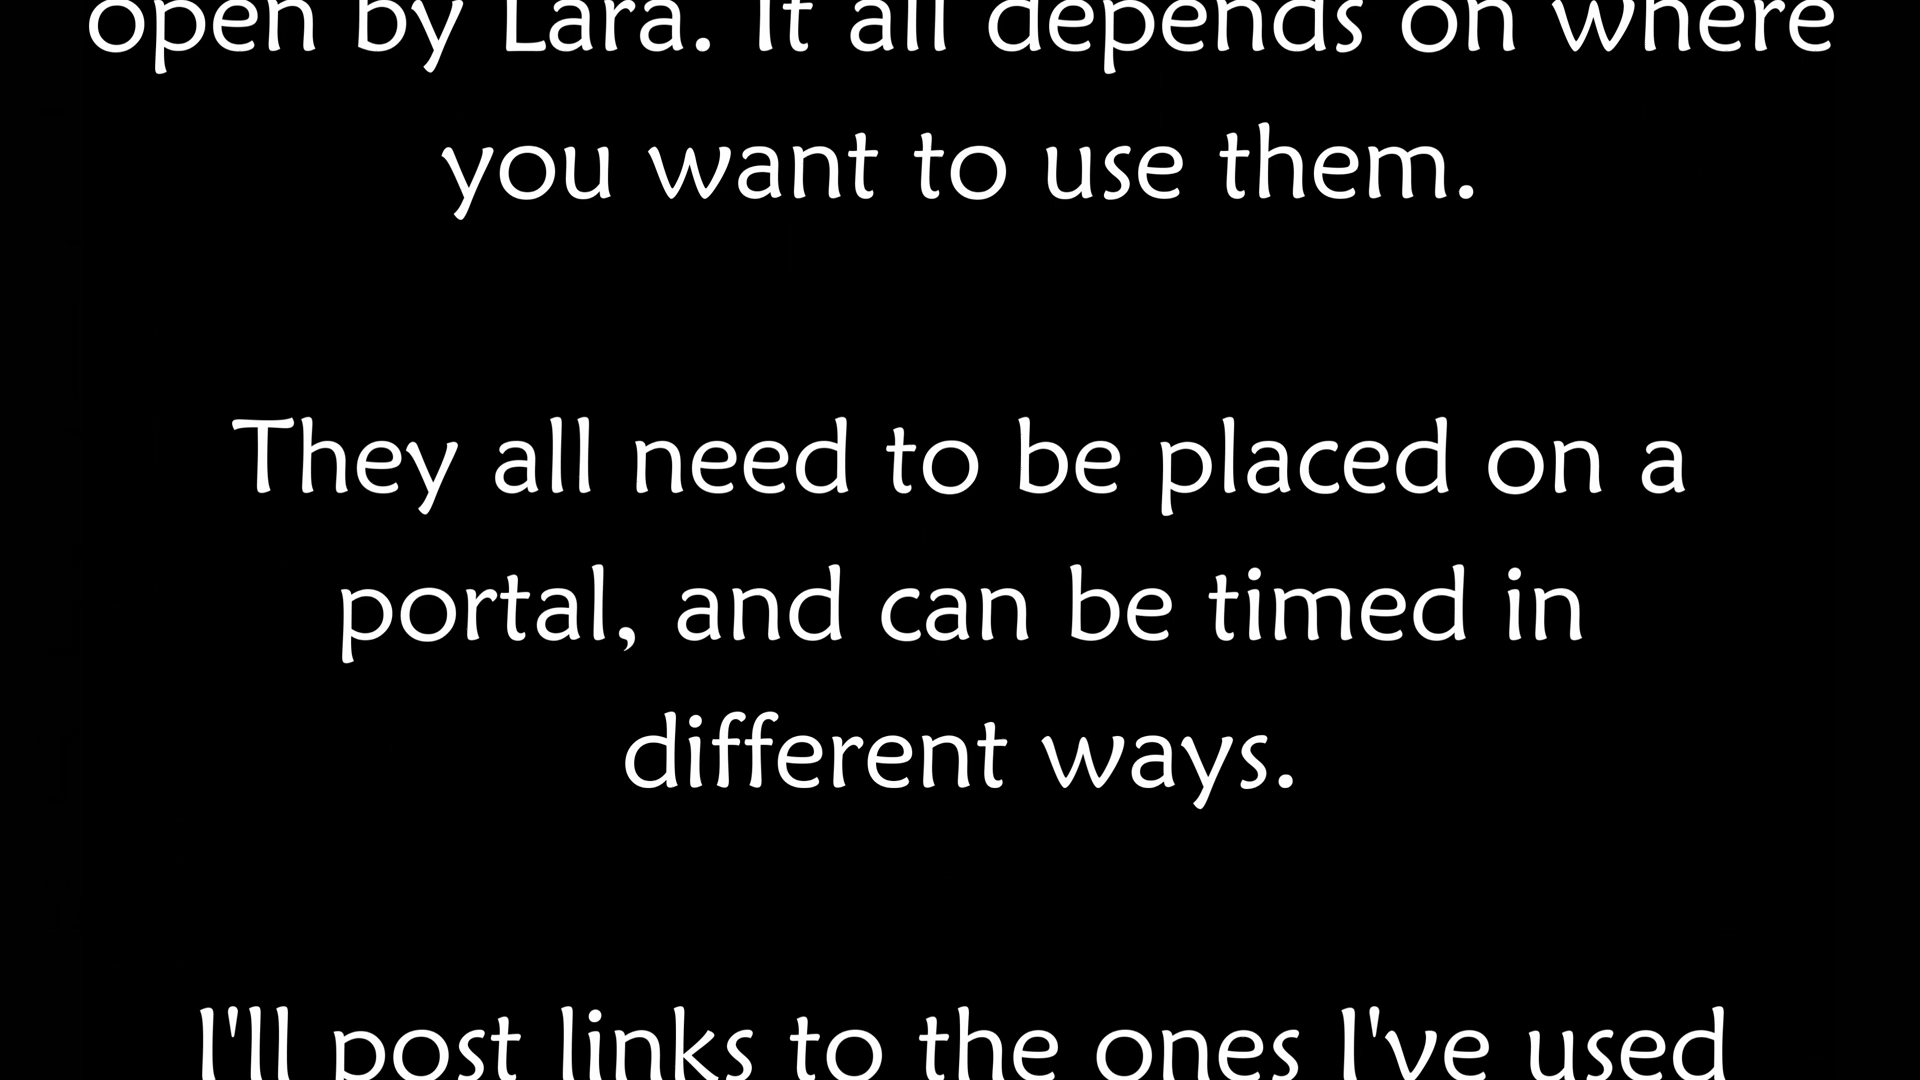 open by Lara. It all depends on where
you want to use them.
They all need to be placed on a
portal, and can be timed in
different ways.
I'll post links to the ones I've used